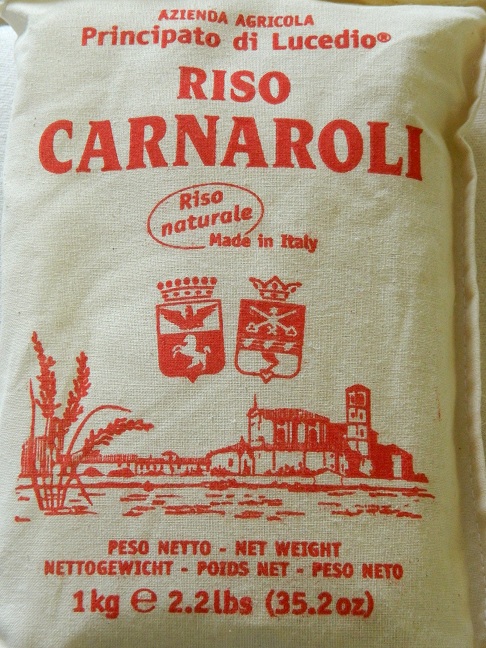 AZIENDA AGRICOLA
Principato di Lucedio®
RISO
CARNAROLI
Riso
naturale
Made in Italy
PESO NETTO - NET WEIGHT
NETTOGEWICHT - POIDS NET - PESO NETO
1kg ℮ 2.2lbs (35.2oz)